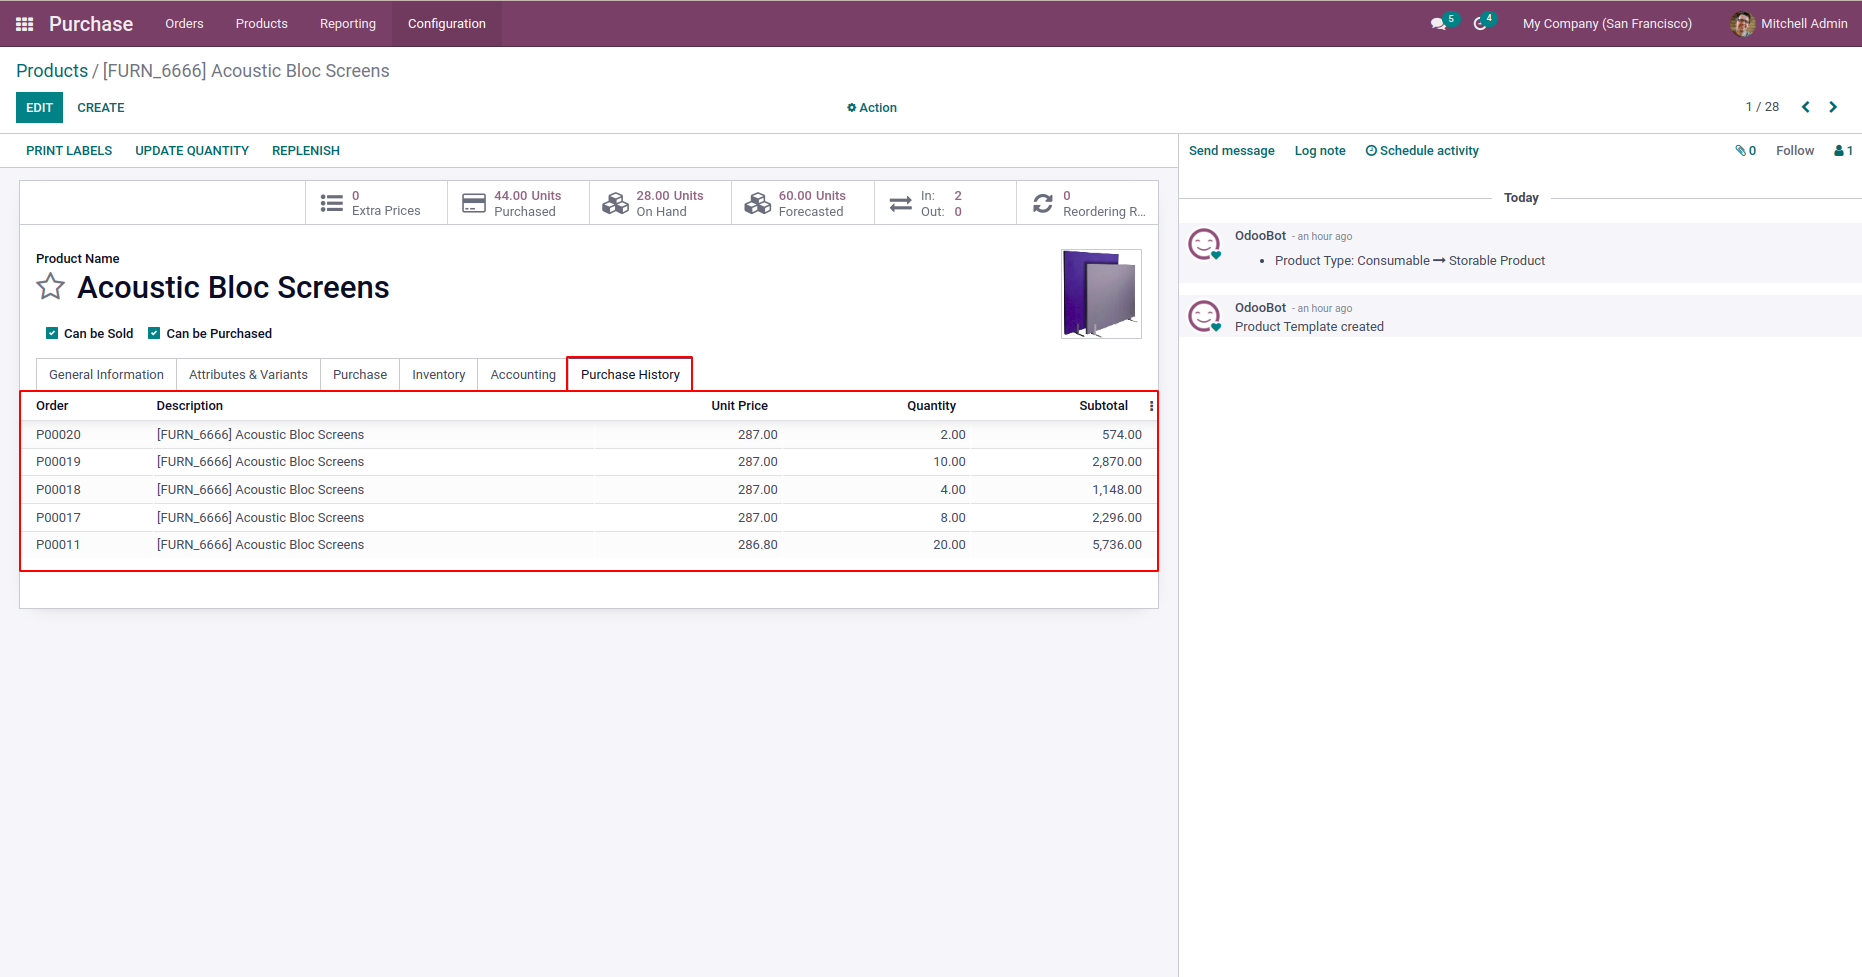 Purchase Orders Products Reporting Configuration 5 4 My Company (San Francisco) Mitchell Admin
Products / [FURN_6666] Acoustic Bloc Screens
EDIT CREATE Action 1 / 28
PRINT LABELS UPDATE QUANTITY REPLENISH
0 Extra Prices
44.00 Units Purchased
28.00 Units On Hand
60.00 Units Forecasted
In: 2
Out: 0
0 Reordering R...
Product Name
Acoustic Bloc Screens
Can be Sold Can be Purchased
General Information Attributes & Variants Purchase Inventory Accounting Purchase History
Order Description Unit Price Quantity Subtotal
P00020 [FURN_6666] Acoustic Bloc Screens 287.00 2.00 574.00
P00019 [FURN_6666] Acoustic Bloc Screens 287.00 10.00 2,870.00
P00018 [FURN_6666] Acoustic Bloc Screens 287.00 4.00 1,148.00
P00017 [FURN_6666] Acoustic Bloc Screens 287.00 8.00 2,296.00
P00011 [FURN_6666] Acoustic Bloc Screens 286.80 20.00 5,736.00
Send message Log note Schedule activity 0 Follow 1
Today
OdooBot - an hour ago
• Product Type: Consumable → Storable Product
OdooBot - an hour ago
Product Template created